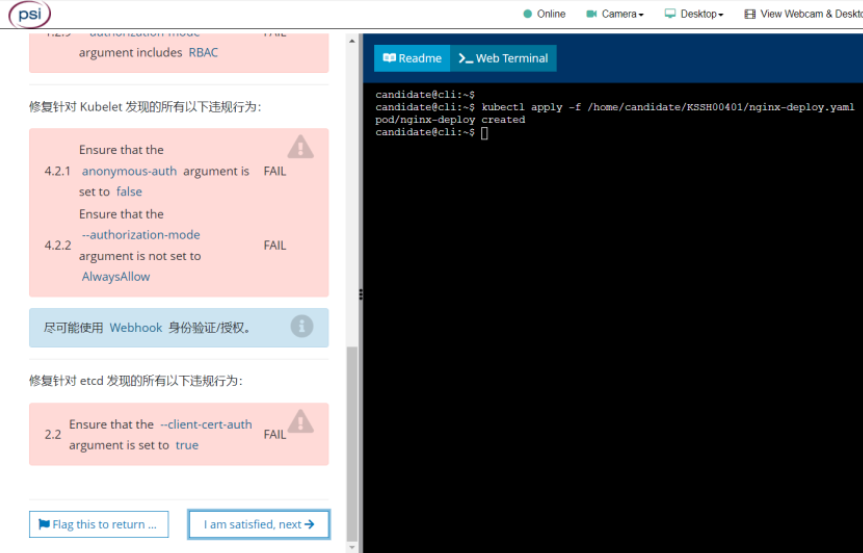 psi
Online
Camera
Desktop
View Webcam & Deskto
argument includes RBAC
修复针对 Kubelet 发现的所有以下违规行为：
Ensure that the
4.2.1 anonymous-auth argument is FAIL
set to false
Ensure that the
--authorization-mode
4.2.2 argument is not set to FAIL
AlwaysAllow
尽可能使用 Webhook 身份验证/授权。
修复针对 etcd 发现的所有以下违规行为：
2.2 Ensure that the --client-cert-auth FAIL
argument is set to true
Flag this to return ...
I am satisfied, next
Readme
Web Terminal
candidate@cli:~$
candidate@cli:~$ kubectl apply -f /home/candidate/KSSH00401/nginx-deploy.yaml
pod/nginx-deploy created
candidate@cli:~$